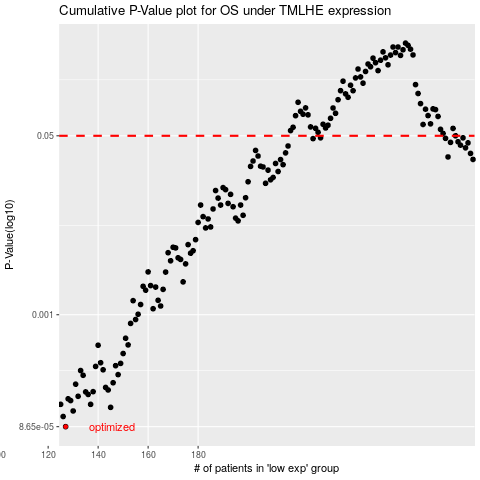 Cumulative P-Value plot for OS under TMLHE expression
P-Value(log10)
0.05
0.001
8.65e-05
optimized
00 120 140 160 180
# of patients in 'low exp' group